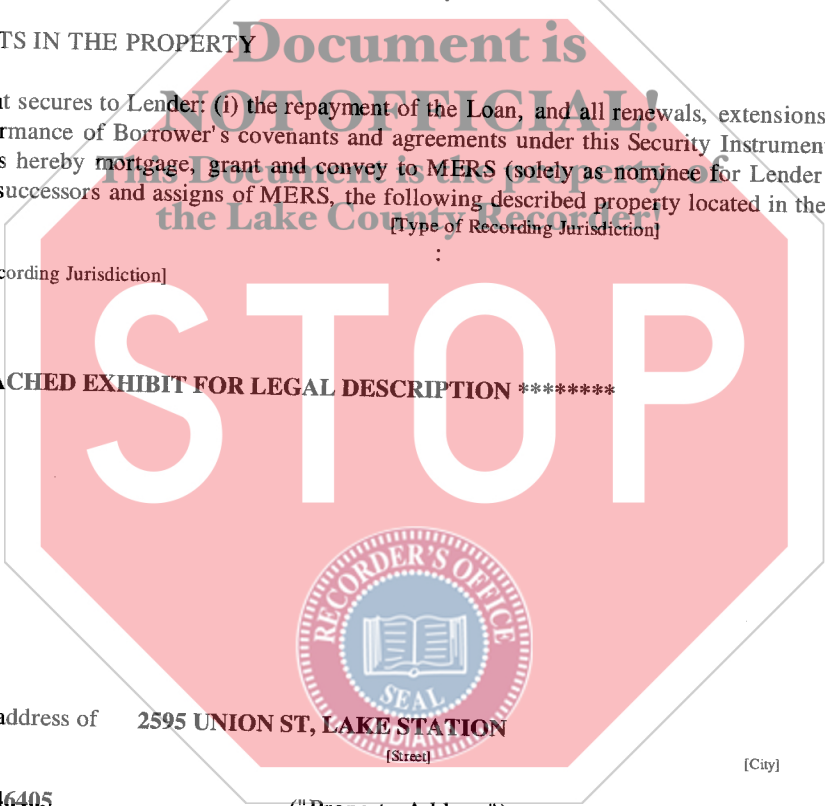 Document is
TS IN THE PROPERTY
NOT OFFICIAL!
t secures to Lender: (i) the repayment of the Loan, and all renewals, extensions
rmance of Borrower's covenants and agreements under this Security Instrumen
s hereby mortgage, grant and convey to MERS (solely as nominee for Lender
This Document is the property of
successors and assigns of MERS, the following described property located in the
the Lake County Recorder!
[Type of Recording Jurisdiction]
:
cording Jurisdiction]
STOP
ACHED EXHIBIT FOR LEGAL DESCRIPTION ********
RECORDER'S OFFICE
SEAL
INDIANA
address of 2595 UNION ST, LAKE STATION
[Street]
[City]
46405
("Property Address")